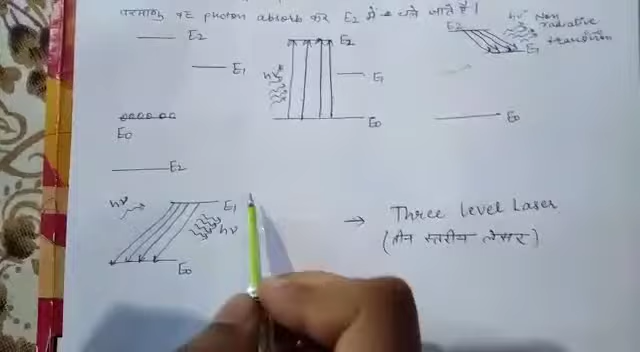 परमाणु यह photon absorb कर E2 में चले जाते है।
E2
E1
E0
hν
E2
E1
E0
E2
hν Non
radiative
transition
E1
E0
E2
hν
E1
hν
E0
→ Three level Laser
(तीन स्तरीय लेसर)